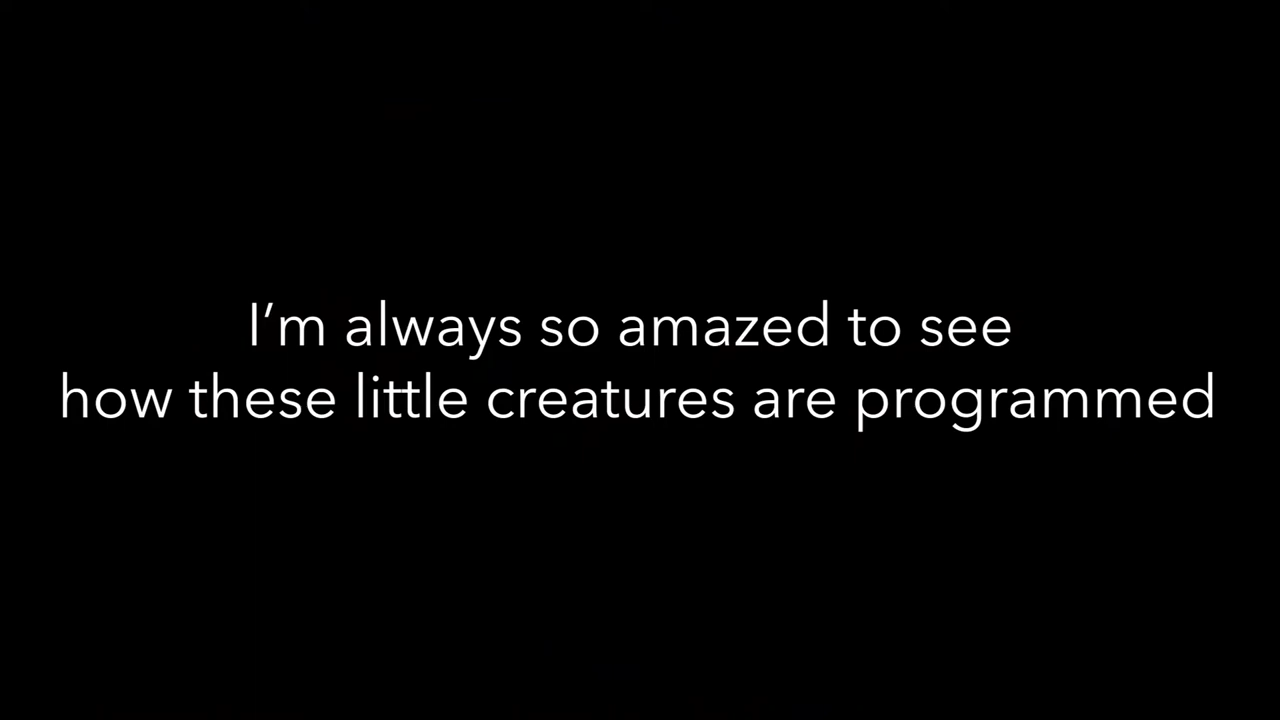 I’m always so amazed to see
how these little creatures are programmed